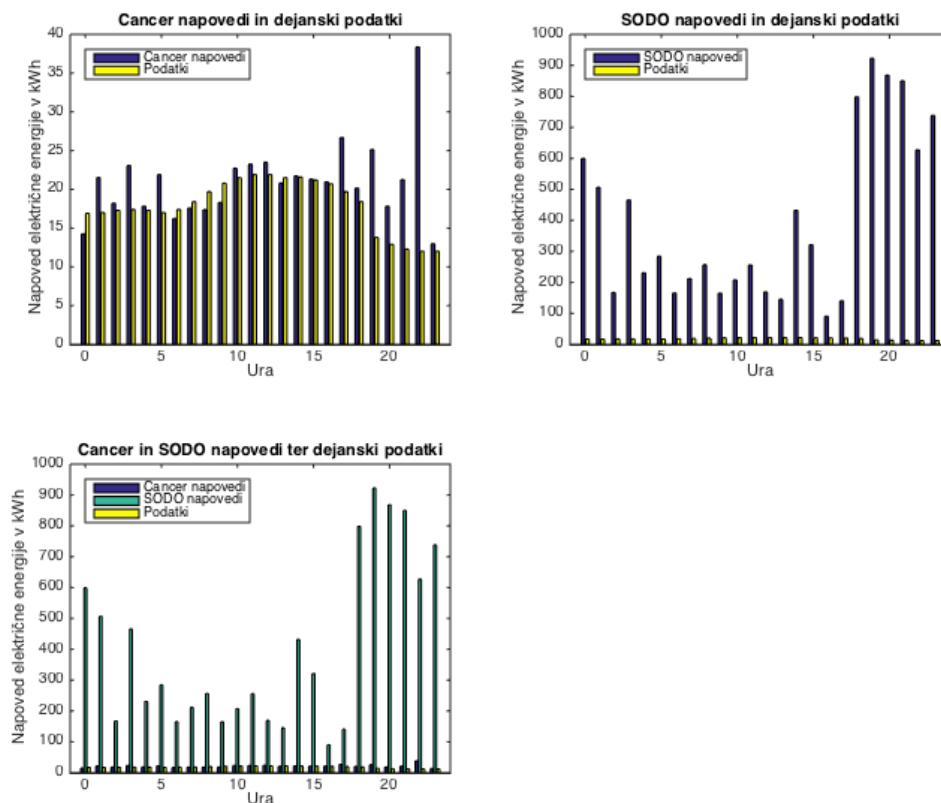 Cancer napovedi in dejanski podatki
Napoved električne energije v kWh
40
35
30
25
20
15
10
5
0
Cancer napovedi
Podatki
0 5 10 15 20
Ura
SODO napovedi in dejanski podatki
Napoved električne energije v kWh
1000
900
800
700
600
500
400
300
200
100
0
SODO napovedi
Podatki
0 5 10 15 20
Ura
Cancer in SODO napovedi ter dejanski podatki
Napoved električne energije v kWh
1000
900
800
700
600
500
400
300
200
100
0
Cancer napovedi
SODO napovedi
Podatki
0 5 10 15 20
Ura